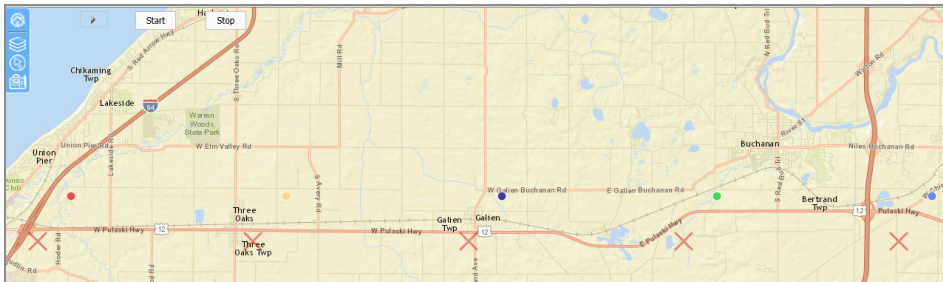 Start
Stop
S Red Arrow Hwy
S Three Oaks Rd
Mill Rd
N Red Bud Trl
Chikaming
Twp
Lakeside
94
Warren
Woods
State Park
River St
Union Pier Rd
Lakeside Rd
W Elm Valley Rd
Buchanan
Niles Buchanan Rd
Union
Pier
S Avery Rd
W Galien Buchanan Rd
E Galien Buchanan Rd
S Red Bud Trl
Bertrand
Twp
Three
Oaks
Galien
Twp
Galien
12
Pulaski Hwy
W Pulaski Hwy
12
W Pulaski Hwy
12
E Pulaski Hwy
Three
Oaks Twp